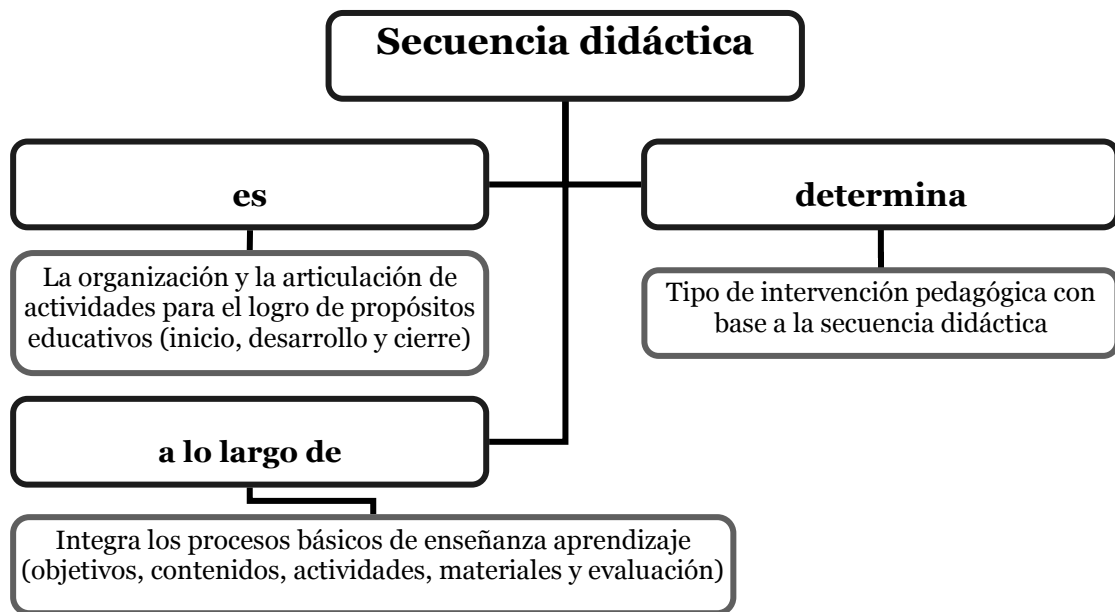 Secuencia didáctica
es
determina
La organización y la articulación de
actividades para el logro de propósitos
educativos (inicio, desarrollo y cierre)
Tipo de intervención pedagógica con
base a la secuencia didáctica
a lo largo de
Integra los procesos básicos de enseñanza aprendizaje
(objetivos, contenidos, actividades, materiales y evaluación)